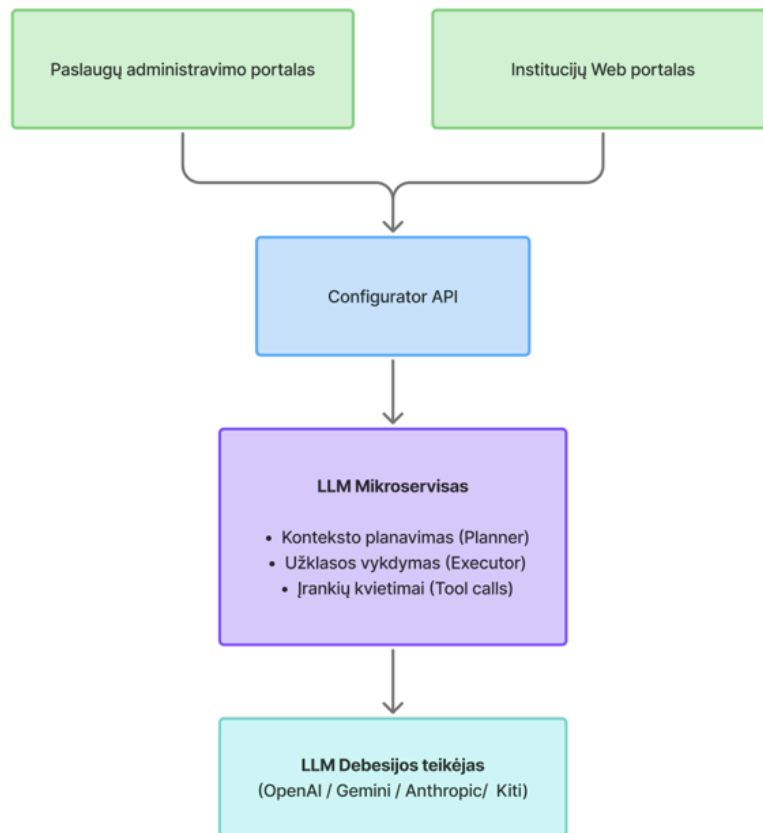 Paslaugų administravimo portalas
Institucijų Web portalas
Configurator API
LLM Mikroservisas
• Konteksto planavimas (Planner)
• Užklasos vykdymas (Executor)
• Įrankių kvietimai (Tool calls)
LLM Debesijos teikėjas
(OpenAI / Gemini / Anthropic/ Kiti)